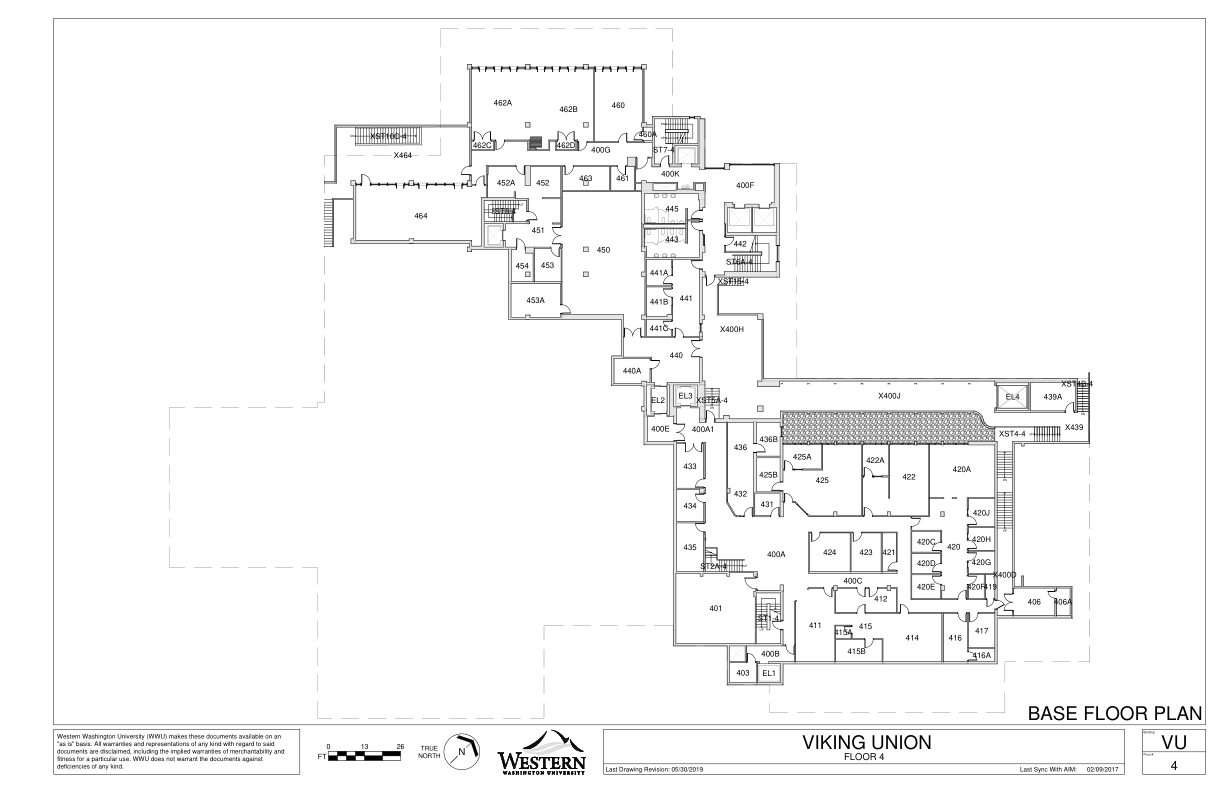 462A
462B
460
XST10C-4
460A
462C
462D
400G
ST7-4
X464
400K
452A
452
463
461
400F
464
445
451
443
442
450
ST6A-4
454
453
441A
XST15-4
453A
441B
441
441C
X400H
440
440A
XST4B-4
EL2
EL3
XST5A-4
X400J
EL4
439A
400E
400A1
X439
XST4-4
436
436B
433
425A
422A
420A
425B
425
422
432
434
431
420J
435
400A
424
423
421
420C
420
420H
ST2A-4
420D
420G
X400D
400C
420E
420F
419
401
412
406
406A
ST1-4
411
415A
415
414
416
417
400B
415B
416A
403
EL1
BASE FLOOR PLAN
Western Washington University (WWU) makes these documents available on an
"as is" basis. All warranties and representations of any kind with regard to said
documents are disclaimed, including the implied warranties of merchantability and
fitness for a particular use. WWU does not warrant the documents against
deficiencies of any kind.
0 13 26
FT
TRUE
NORTH
N
WESTERN
WASHINGTON UNIVERSITY
VIKING UNION
FLOOR 4
Last Drawing Revision: 05/30/2019
Last Sync With AIM: 02/09/2017
VU
4